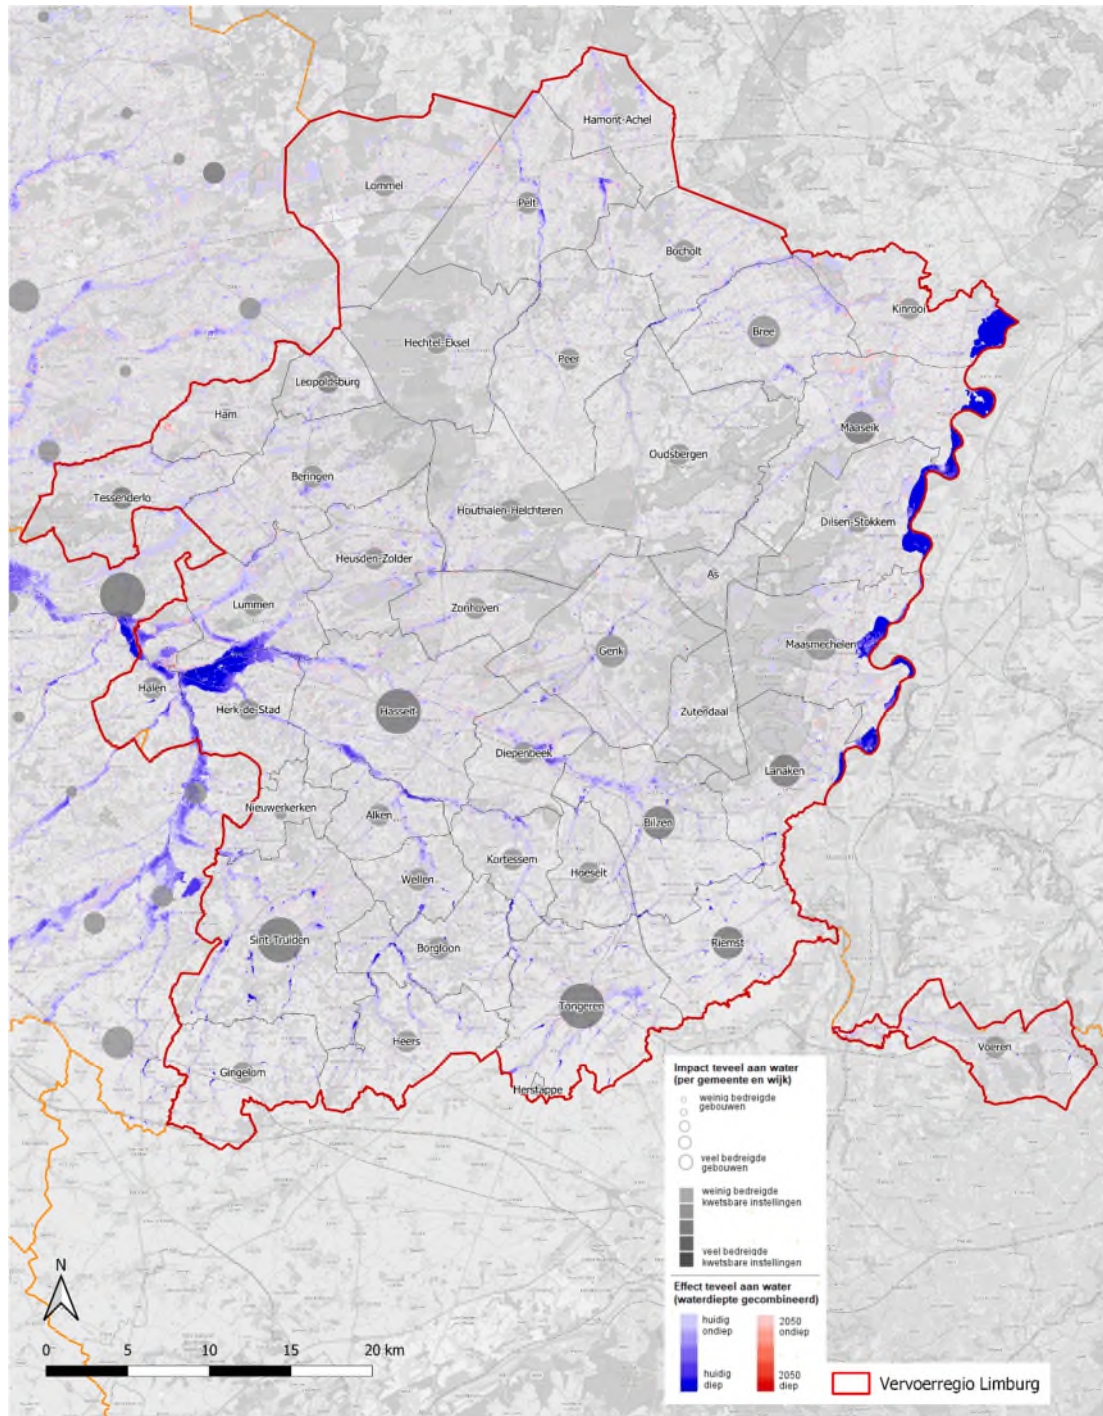 Hamont-Achel
Lommel
Pelt
Bocholt
Kinrooi
Bree
Hechtel-Eksel
Peer
Leopoldsburg
Ham
Maaseik
Oudsbergen
Beringen
Tessenderlo
Houthalen-Helchteren
Dilsen-Stokkem
Heusden-Zolder
As
Lummen
Zonhoven
Genk
Maasmechelen
Halen
Herk-de-Stad
Hasselt
Zutendaal
Diepenbeek
Lanaken
Nieuwerkerken
Alken
Bilzen
Kortessem
Hoeselt
Wellen
Sint-Truiden
Borgloon
Riemst
Tongeren
Heers
Voeren
Gingelom
Herstappe
Impact teveel aan water
(per gemeente en wijk)
weinig bedreigde
gebouwen
veel bedreigde
gebouwen
weinig bedreigde
kwetsbare instellingen
veel bedreigde
kwetsbare instellingen
Effect teveel aan water
(waterdiepte gecombineerd)
huidig
ondiep
2050
ondiep
huidig
diep
2050
diep
Vervoerregio Limburg
N
0 5 10 15 20 km